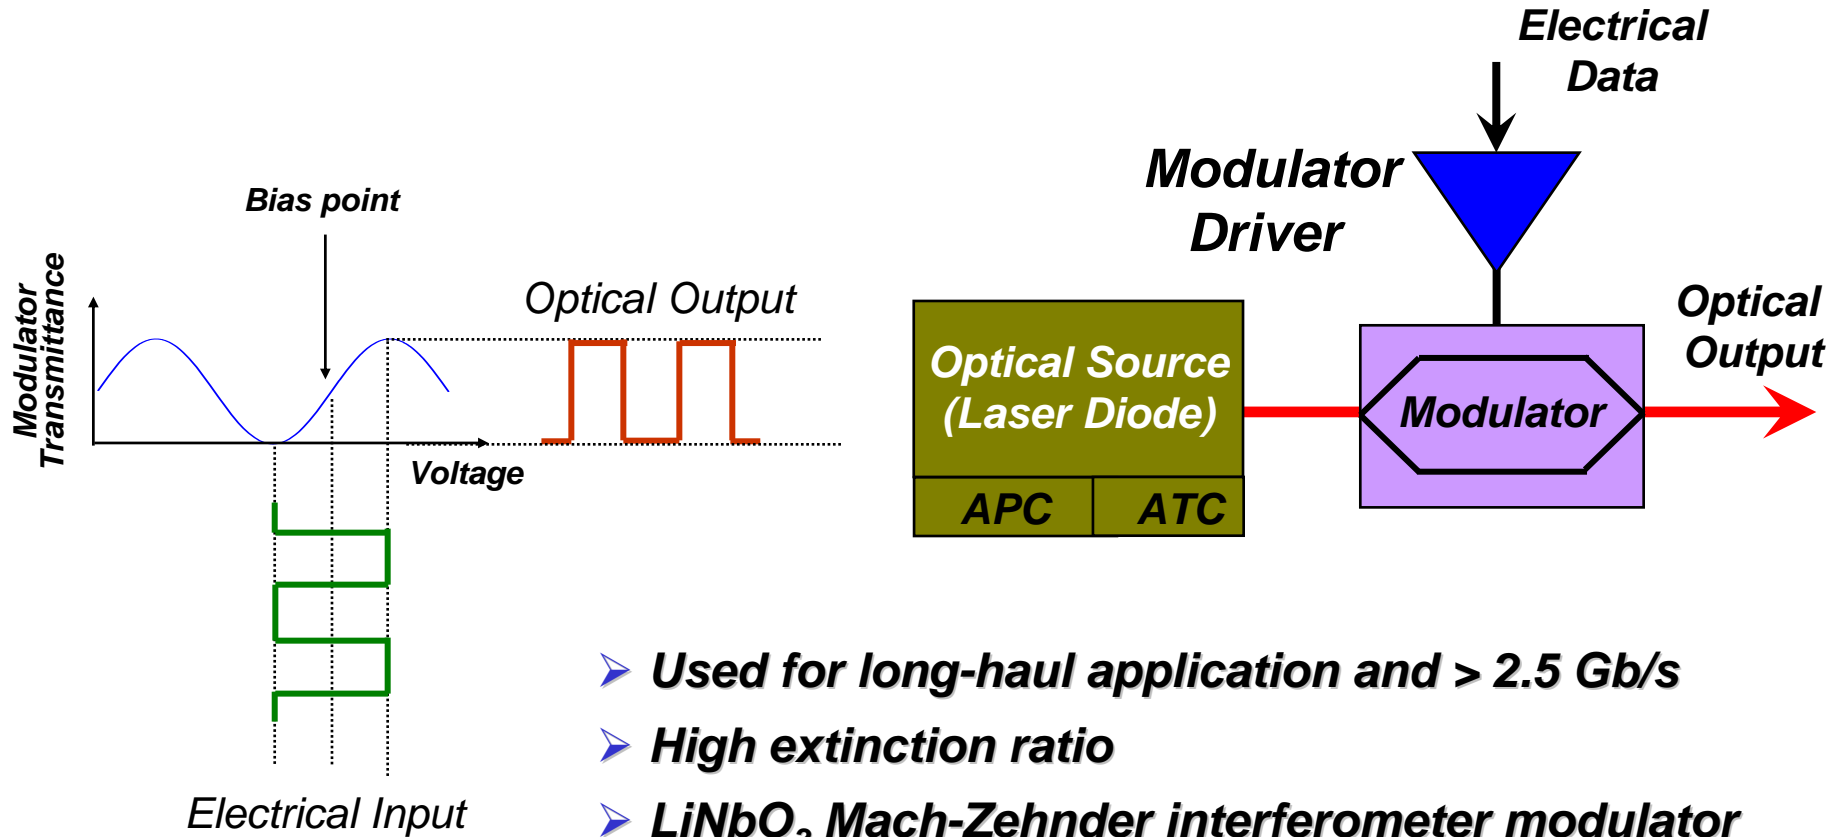 Electrical
Data
Modulator
Driver
Bias point
Modulator
Transmittance
Optical Output
Voltage
Electrical Input
Optical Source
(Laser Diode)
APC
ATC
Modulator
Optical
Output
➢ Used for long-haul application and > 2.5 Gb/s
➢ High extinction ratio
➢ LiNbO₃ Mach-Zehnder interferometer modulator